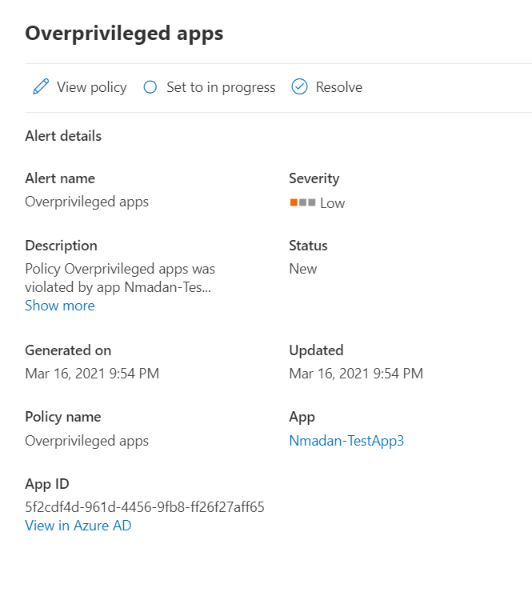 Overprivileged apps
View policy
Set to in progress
Resolve
Alert details
Alert name
Overprivileged apps
Severity
Low
Description
Policy Overprivileged apps was
violated by app Nmadan-Tes...
Show more
Status
New
Generated on
Mar 16, 2021 9:54 PM
Updated
Mar 16, 2021 9:54 PM
Policy name
Overprivileged apps
App
Nmadan-TestApp3
App ID
5f2cdf4d-961d-4456-9fb8-ff26f27aff65
View in Azure AD